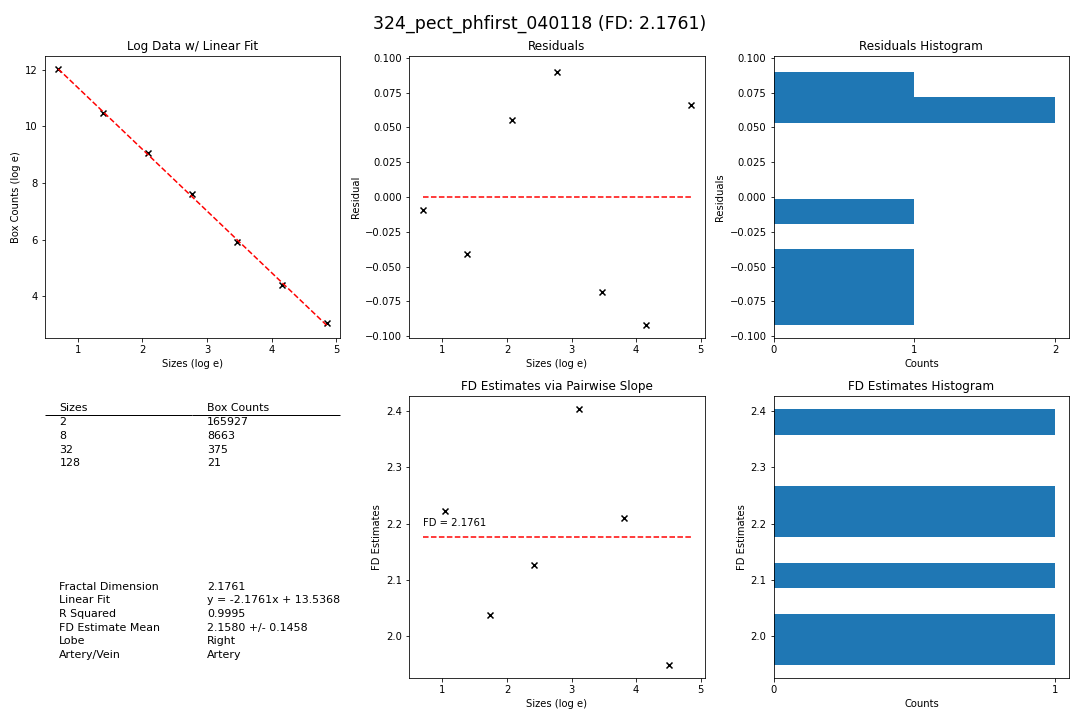 324_pect_phfirst_040118 (FD: 2.1761)
Log Data w/ Linear Fit
Box Counts (log e)
12
10
8
6
4
1 2 3 4 5
Sizes (log e)
Residuals
Residual
0.100
0.075
0.050
0.025
0.000
−0.025
−0.050
−0.075
−0.100
1 2 3 4 5
Sizes (log e)
Residuals Histogram
Residuals
0.100
0.075
0.050
0.025
0.000
−0.025
−0.050
−0.075
−0.100
0 1 2
Counts
Sizes Box Counts
2 165927
8 8663
32 375
128 21
Fractal Dimension 2.1761
Linear Fit y = -2.1761x + 13.5368
R Squared 0.9995
FD Estimate Mean 2.1580 +/- 0.1458
Lobe Right
Artery/Vein Artery
FD Estimates via Pairwise Slope
FD Estimates
2.4
2.3
2.2
2.1
2.0
FD = 2.1761
1 2 3 4 5
Sizes (log e)
FD Estimates Histogram
FD Estimates
2.4
2.3
2.2
2.1
2.0
0 1
Counts